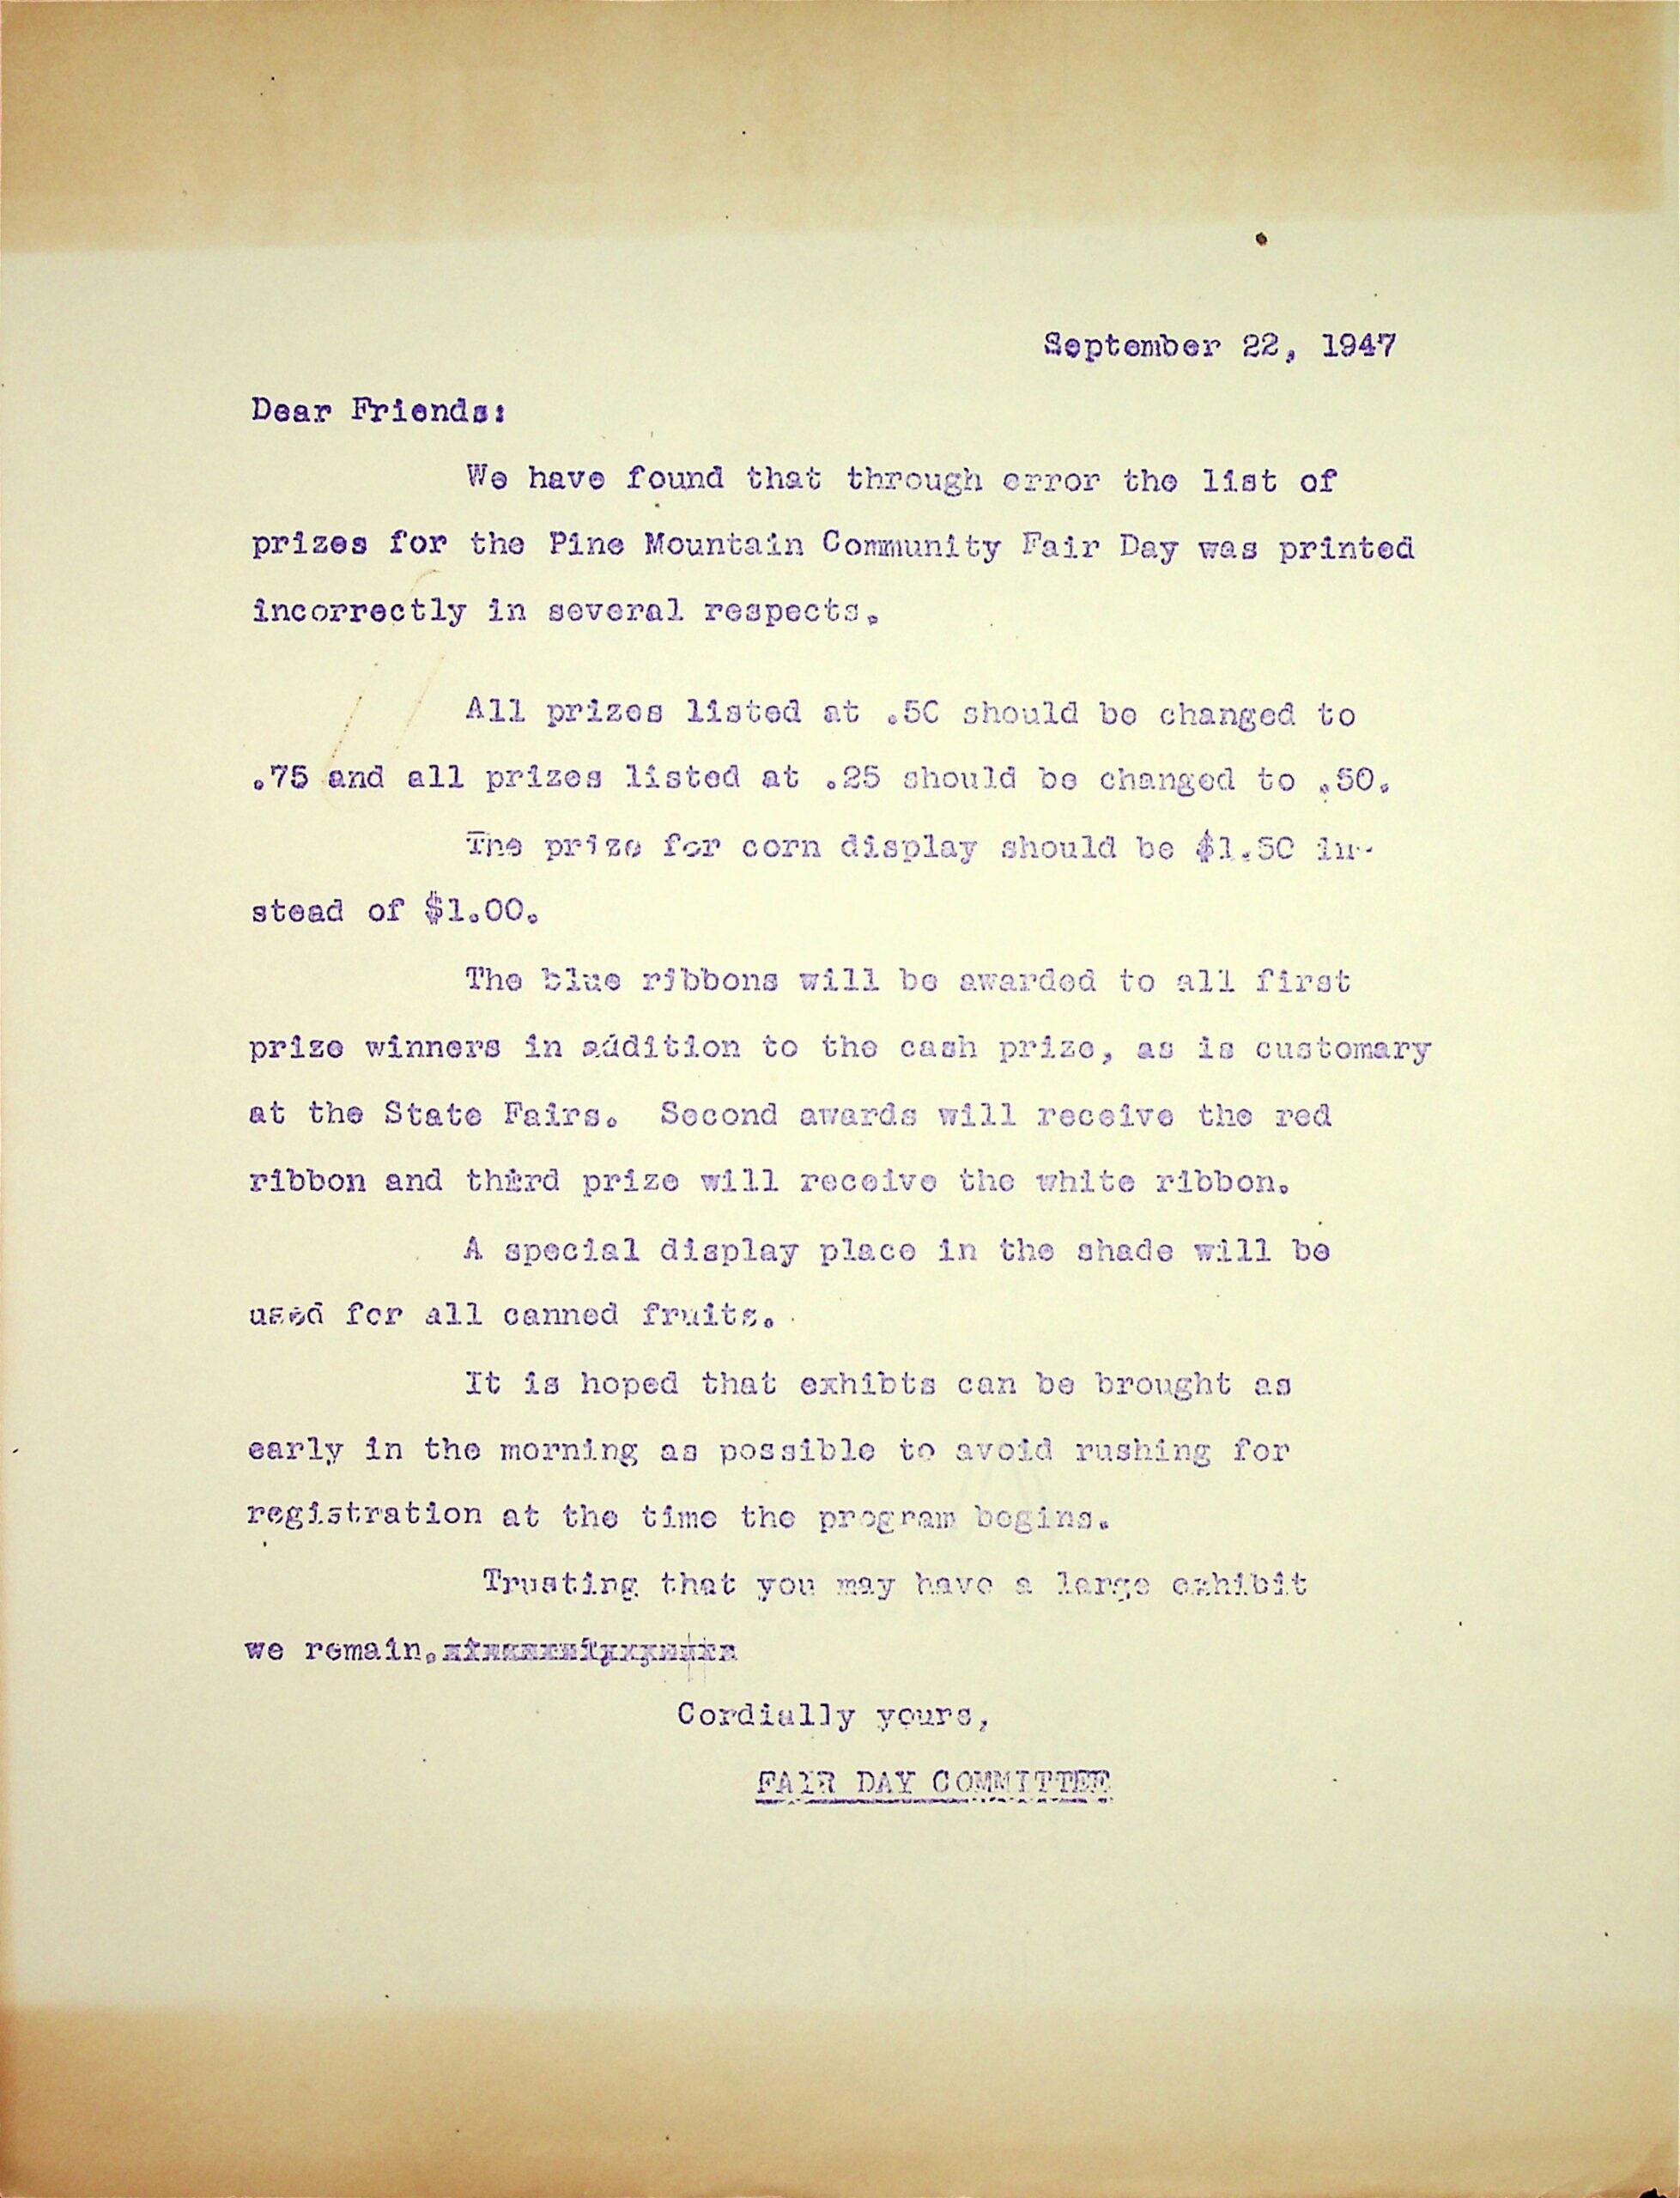 September 22, 1947
Dear Friends:
We have found that through error the list of
prizes for the Pine Mountain Community Fair Day was printed
incorrectly in several respects.
All prizes listed at .50 should be changed to
.75 and all prizes listed at .25 should be changed to .50.
The prize for corn display should be $1.50 in-
stead of $1.00.
The blue ribbons will be awarded to all first
prize winners in addition to the cash prize, as is customary
at the State Fairs. Second awards will receive the red
ribbon and third prize will receive the white ribbon.
A special display place in the shade will be
used for all canned fruits.
It is hoped that exhibts can be brought as
early in the morning as possible to avoid rushing for
registration at the time the program begins.
Trusting that you may have a large exhibit
we remain.
Cordially yours,
FAIR DAY COMMITTEE